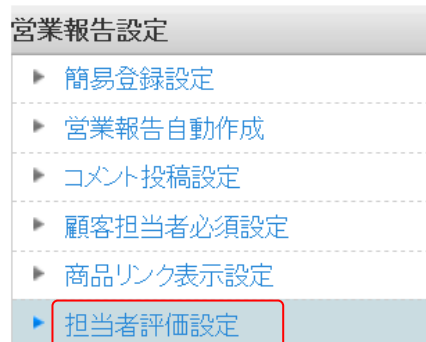 営業報告設定
簡易登録設定
営業報告自動作成
コメント投稿設定
顧客担当者必須設定
商品リンク表示設定
担当者評価設定